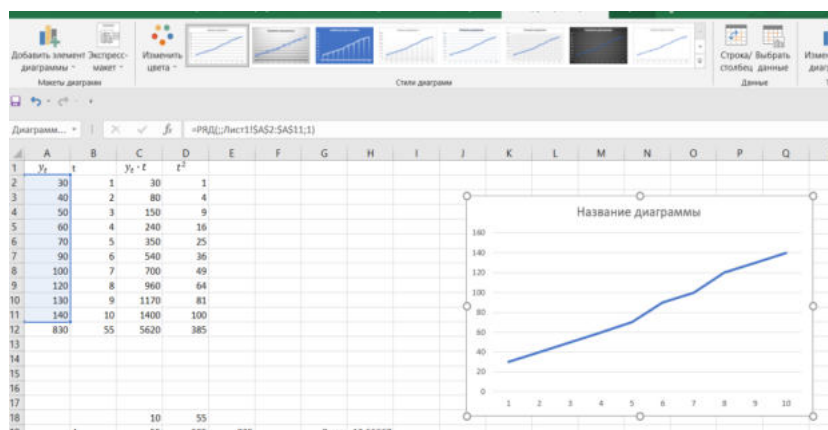 Добавить элемент диаграммы
Экспресс-макет
Изменить цвета
Строка/столбец
Выбрать данные
Макеты диаграмм
Стили диаграмм
Данные
Диаграмм...
fx
=РЯД(;;Лист1!$A$2:$A$11;1)
A B C D E F G H I J K L M N O P Q
1 yₜ t yₜ · t t²
2 30 1 30 1
3 40 2 80 4
4 50 3 150 9
5 60 4 240 16
6 70 5 350 25
7 90 6 540 36
8 100 7 700 49
9 120 8 960 64
10 130 9 1170 81
11 140 10 1400 100
12 830 55 5620 385
13
14
15
16
17
18 10 55
Название диаграммы
160
140
120
100
80
60
40
20
0
1 2 3 4 5 6 7 8 9 10